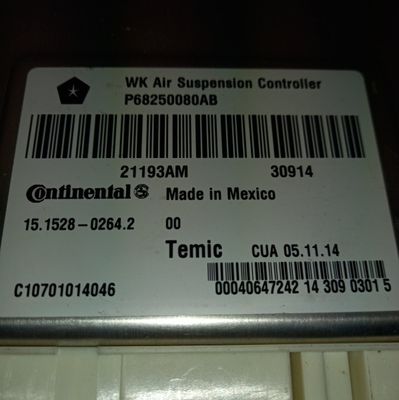 WK Air Suspension Controller
P68250080AB
21193AM 30914
Continental Made in Mexico
15.1528-0264.2 00
Temic CUA 05.11.14
C10701014046 00040647242 14 309 0301 5